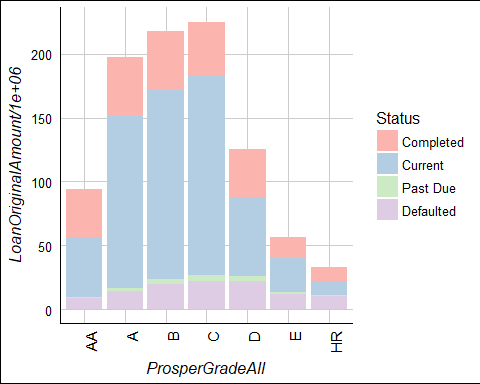 LoanOriginalAmount/1e+06
200
150
100
50
0
AA
A
B
C
D
E
HR
ProsperGradeAll
Status
Completed
Current
Past Due
Defaulted